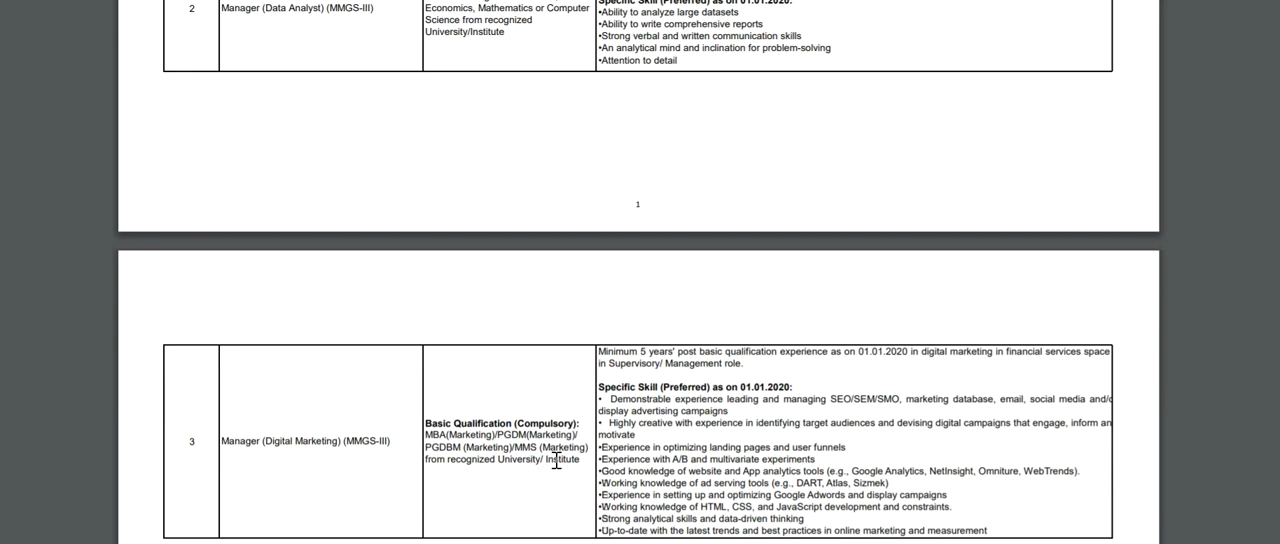 2
Manager (Data Analyst) (MMGS-III)
Economics, Mathematics or Computer
Science from recognized
University/Institute
Specific Skill (Preferred) as on 01.01.2020:
•Ability to analyze large datasets
•Ability to write comprehensive reports
•Strong verbal and written communication skills
•An analytical mind and inclination for problem-solving
•Attention to detail
1
3
Manager (Digital Marketing) (MMGS-III)
Basic Qualification (Compulsory):
MBA(Marketing)/PGDM(Marketing)/
PGDBM (Marketing)/MMS (Marketing)
from recognized University/ Institute
Minimum 5 years' post basic qualification experience as on 01.01.2020 in digital marketing in financial services space
in Supervisory/ Management role.
Specific Skill (Preferred) as on 01.01.2020:
• Demonstrable experience leading and managing SEO/SEM/SMO, marketing database, email, social media and/o
display advertising campaigns
• Highly creative with experience in identifying target audiences and devising digital campaigns that engage, inform an
motivate
•Experience in optimizing landing pages and user funnels
•Experience with A/B and multivariate experiments
•Good knowledge of website and App analytics tools (e.g., Google Analytics, NetInsight, Omniture, WebTrends).
•Working knowledge of ad serving tools (e.g., DART, Atlas, Sizmek)
•Experience in setting up and optimizing Google Adwords and display campaigns
•Working knowledge of HTML, CSS, and JavaScript development and constraints.
•Strong analytical skills and data-driven thinking
•Up-to-date with the latest trends and best practices in online marketing and measurement